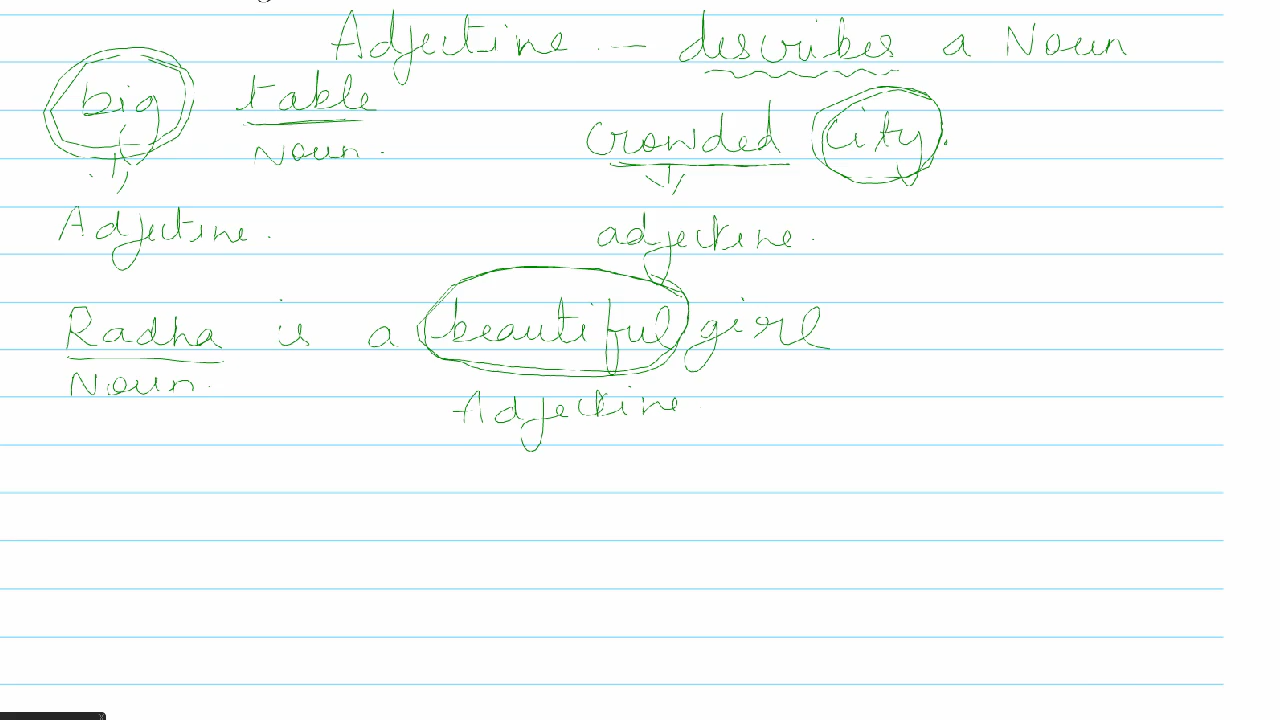 Adjective - describes a Noun
big table
Noun.
Crowded City.
Adjective.
adjective.
Radha is a beautiful girl
Noun.
Adjective